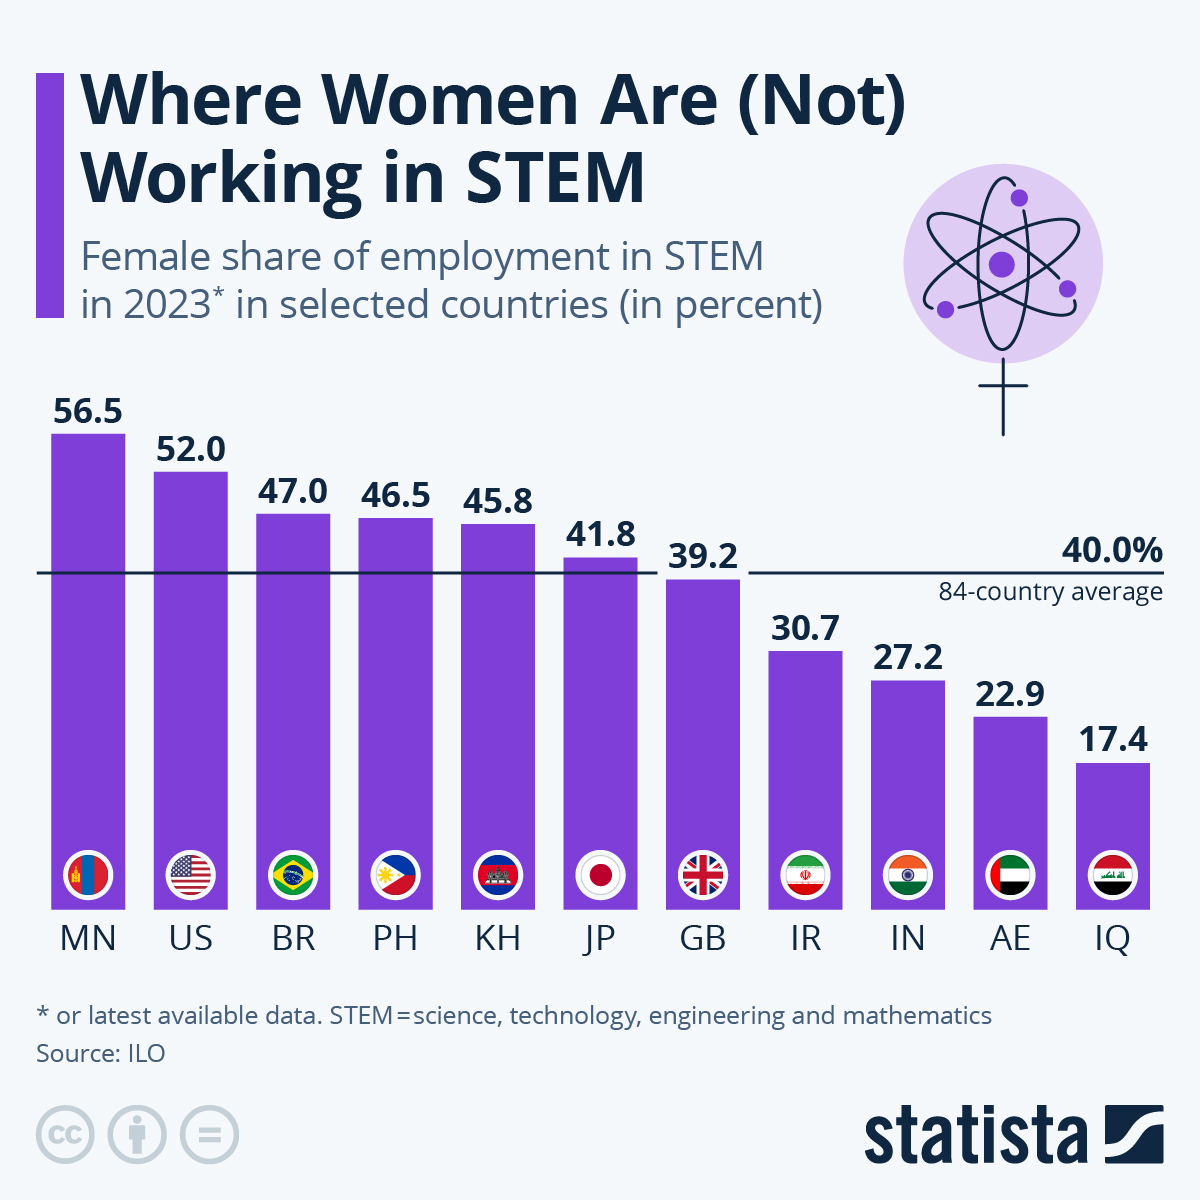 Where Women Are (Not)
Working in STEM
Female share of employment in STEM
in 2023* in selected countries (in percent)
56.5
52.0
47.0
46.5
45.8
41.8
39.2
30.7
27.2
22.9
17.4
40.0%
84-country average
MN
US
BR
PH
KH
JP
GB
IR
IN
AE
IQ
* or latest available data. STEM=science, technology, engineering and mathematics
Source: ILO
cc
statista